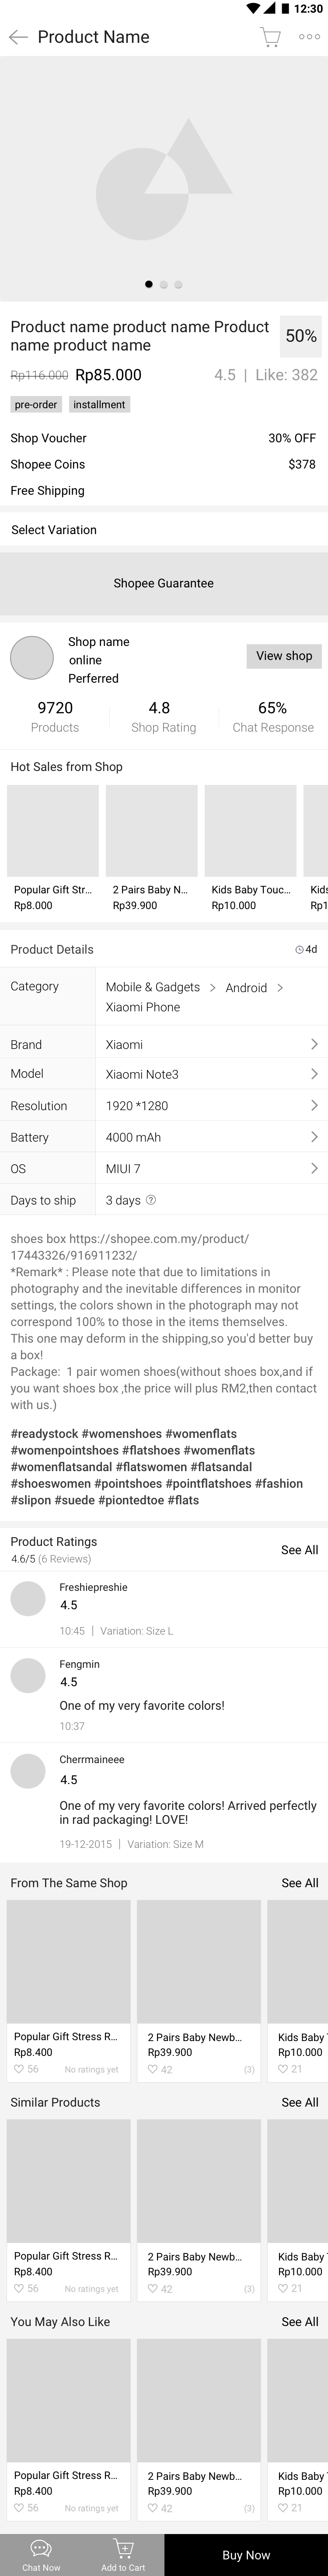 12:30
Product Name
Product name product name Product
name product name
50%
Rp116.000 Rp85.000 4.5 | Like: 382
pre-order installment
Shop Voucher 30% OFF
Shopee Coins $378
Free Shipping
Select Variation
Shopee Guarantee
Shop name
online
Perferred
View shop
9720 4.8 65%
Products Shop Rating Chat Response
Hot Sales from Shop
Popular Gift Str... 2 Pairs Baby N... Kids Baby Touc... Kids
Rp8.000 Rp39.900 Rp10.000 Rp1
Product Details 4d
Category Mobile & Gadgets > Android >
Xiaomi Phone
Brand Xiaomi
Model Xiaomi Note3
Resolution 1920 *1280
Battery 4000 mAh
OS MIUI 7
Days to ship 3 days ?
shoes box https://shopee.com.my/product/
17443326/916911232/
*Remark* : Please note that due to limitations in
photography and the inevitable differences in monitor
settings, the colors shown in the photograph may not
correspond 100% to those in the items themselves.
This one may deform in the shipping,so you'd better buy
a box!
Package:  1 pair women shoes(without shoes box,and if
you want shoes box ,the price will plus RM2,then contact
with us.)
#readystock #womenshoes #womenflats
#womenpointshoes #flatshoes #womenflats
#womenflatsandal #flatswomen #flatsandal
#shoeswomen #pointshoes #pointflatshoes #fashion
#slipon #suede #piontedtoe #flats
Product Ratings
4.6/5 (6 Reviews)
See All
Freshiepreshie
4.5
10:45 | Variation: Size L
Fengmin
4.5
One of my very favorite colors!
10:37
Cherrmaineee
4.5
One of my very favorite colors! Arrived perfectly
in rad packaging! LOVE!
19-12-2015 | Variation: Size M
From The Same Shop See All
Popular Gift Stress R... 2 Pairs Baby Newb... Kids Baby T
Rp8.400 Rp39.900 Rp10.000
56 No ratings yet 42 (3) 21
Similar Products See All
Popular Gift Stress R... 2 Pairs Baby Newb... Kids Baby T
Rp8.400 Rp39.900 Rp10.000
56 No ratings yet 42 (3) 21
You May Also Like See All
Popular Gift Stress R... 2 Pairs Baby Newb... Kids Baby T
Rp8.400 Rp39.900 Rp10.000
56 No ratings yet 42 (3) 21
Chat Now Add to Cart Buy Now